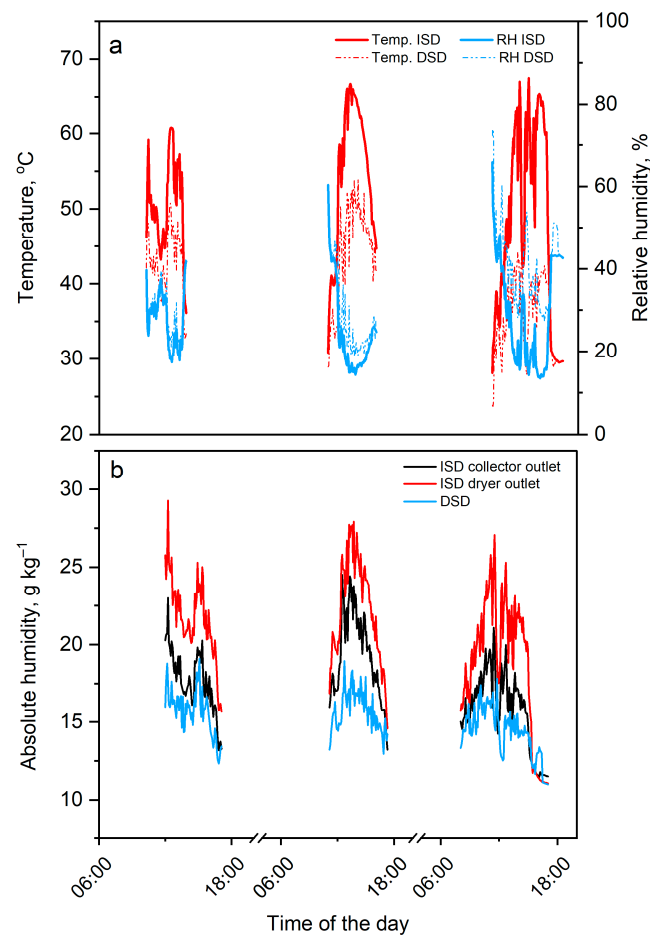 a
Temp. ISD
RH ISD
Temp. DSD
RH DSD
100
80
60
40
20
0
70
60
50
40
30
20
Temperature, °C
Relative humidity, %
b
ISD collector outlet
ISD dryer outlet
DSD
30
25
20
15
10
Absolute humidity, g kg⁻¹
06:00
18:00
06:00
18:00
06:00
18:00
Time of the day